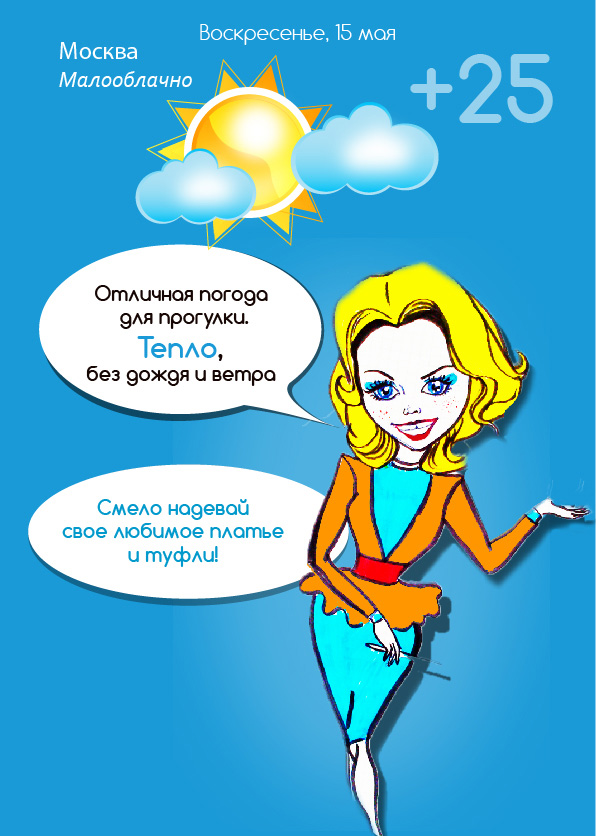 Воскресенье, 15 мая
Москва
Малооблачно
+25
Отличная погода
для прогулки.
Тепло,
без дождя и ветра
Смело надевай
свое любимое платье
и туфли!